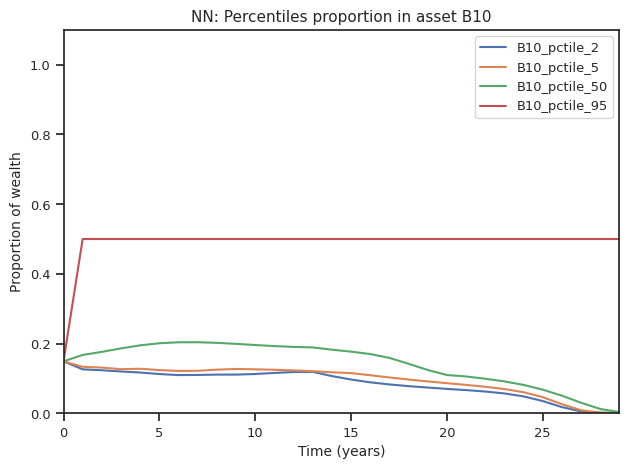 NN: Percentiles proportion in asset B10
B10_pctile_2
B10_pctile_5
B10_pctile_50
B10_pctile_95
Proportion of wealth
1.0
0.8
0.6
0.4
0.2
0.0
0 5 10 15 20 25
Time (years)